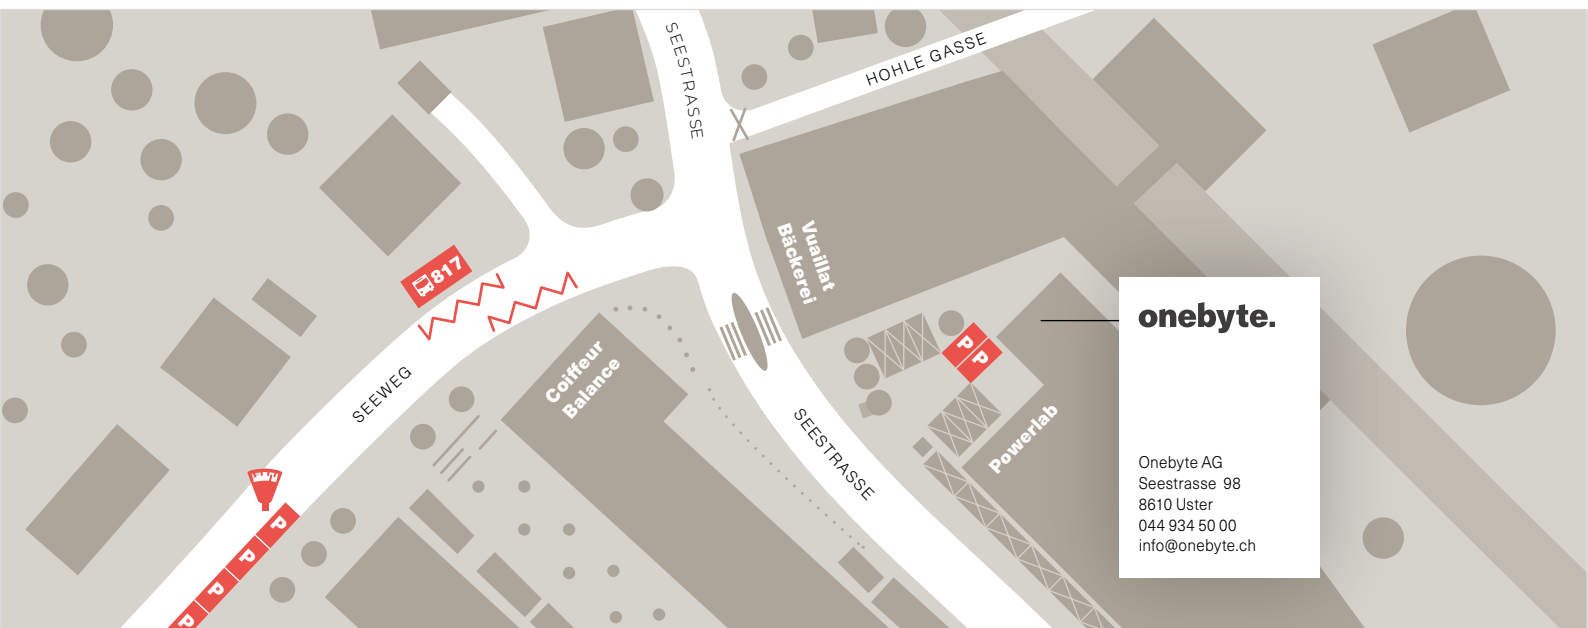 SEESTRASSE
HOHLE GASSE
Vuaillat
Bäckerei
817
P P
Coiffeur
Balance
SEEWEG
SEESTRASSE
Powerlab
P
P
P
P
onebyte.
Onebyte AG
Seestrasse 98
8610 Uster
044 934 50 00
info@onebyte.ch